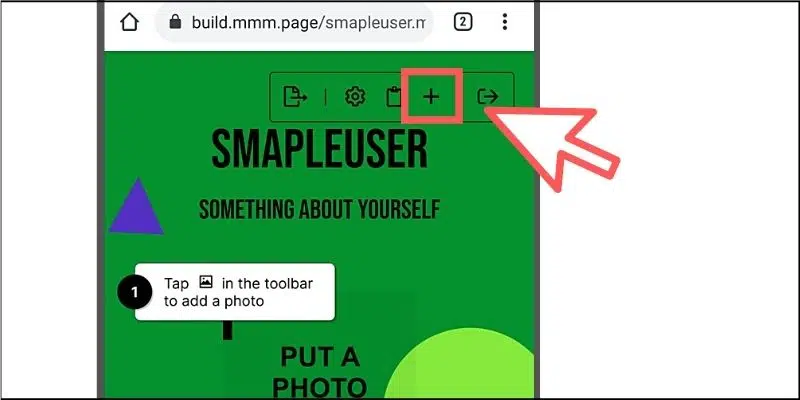 build.mmm.page/smapleuser.m
2
SMAPLEUSER
SOMETHING ABOUT YOURSELF
1
Tap in the toolbar
to add a photo
PUT A
PHOTO